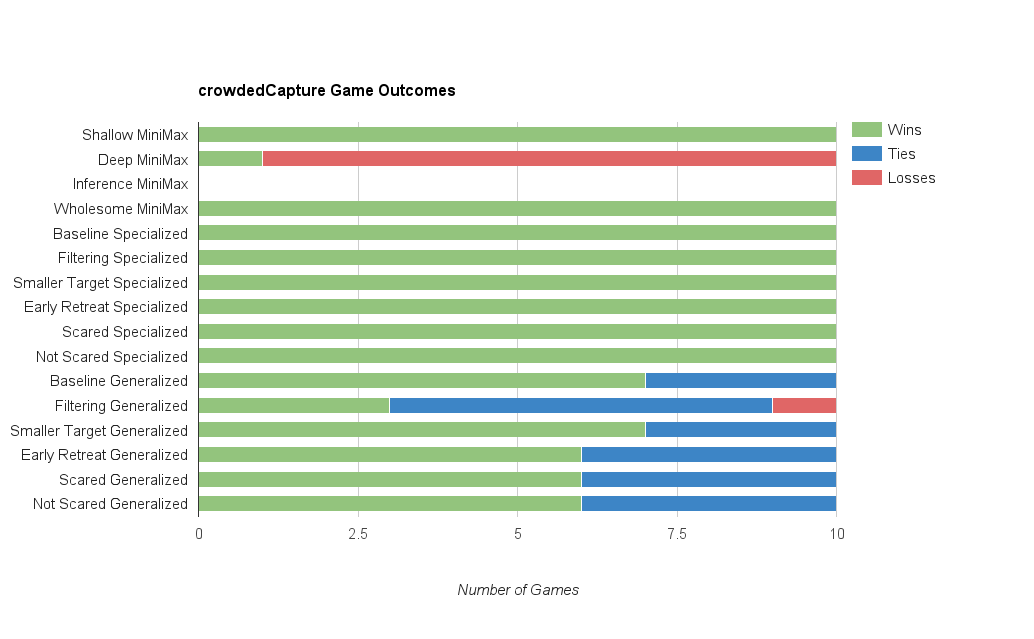 crowdedCapture Game Outcomes
Shallow MiniMax
Deep MiniMax
Inference MiniMax
Wholesome MiniMax
Baseline Specialized
Filtering Specialized
Smaller Target Specialized
Early Retreat Specialized
Scared Specialized
Not Scared Specialized
Baseline Generalized
Filtering Generalized
Smaller Target Generalized
Early Retreat Generalized
Scared Generalized
Not Scared Generalized
Wins
Ties
Losses
0 2.5 5 7.5 10
Number of Games